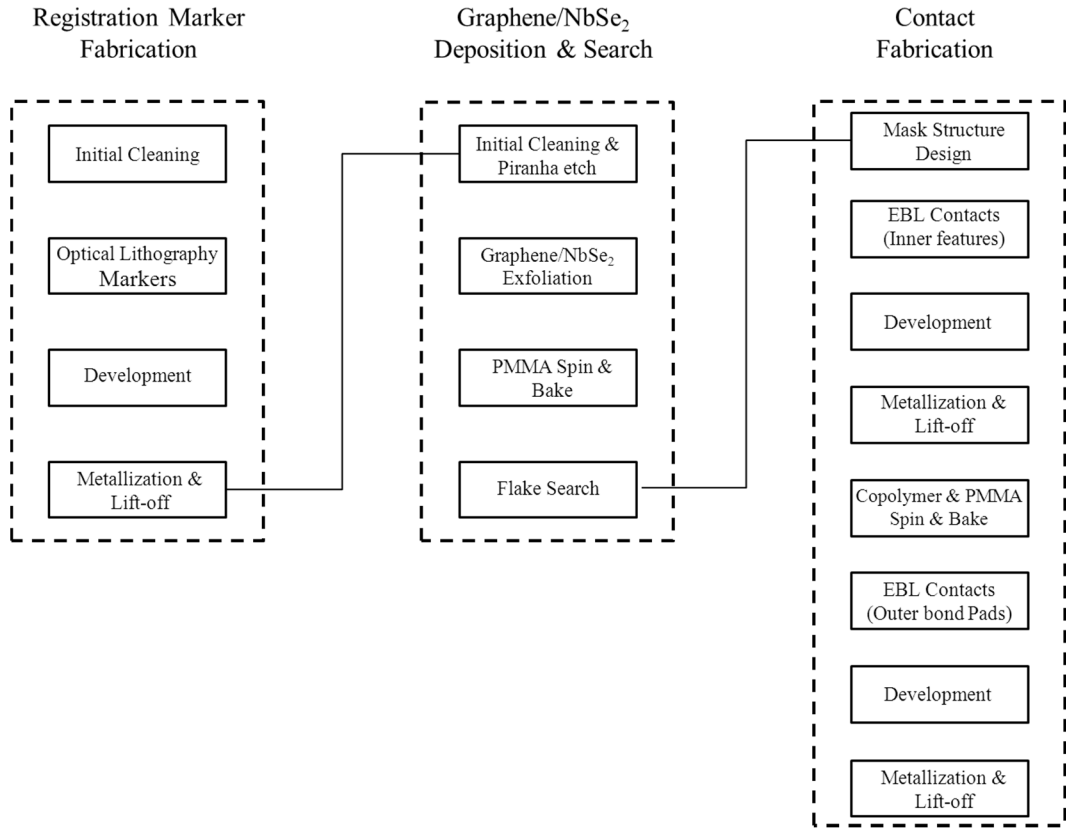 Registration Marker
Fabrication
Initial Cleaning
Optical Lithography
Markers
Development
Metallization &
Lift-off
Graphene/NbSe₂
Deposition & Search
Initial Cleaning &
Piranha etch
Graphene/NbSe₂
Exfoliation
PMMA Spin &
Bake
Flake Search
Contact
Fabrication
Mask Structure
Design
EBL Contacts
(Inner features)
Development
Metallization &
Lift-off
Copolymer & PMMA
Spin & Bake
EBL Contacts
(Outer bond Pads)
Development
Metallization &
Lift-off